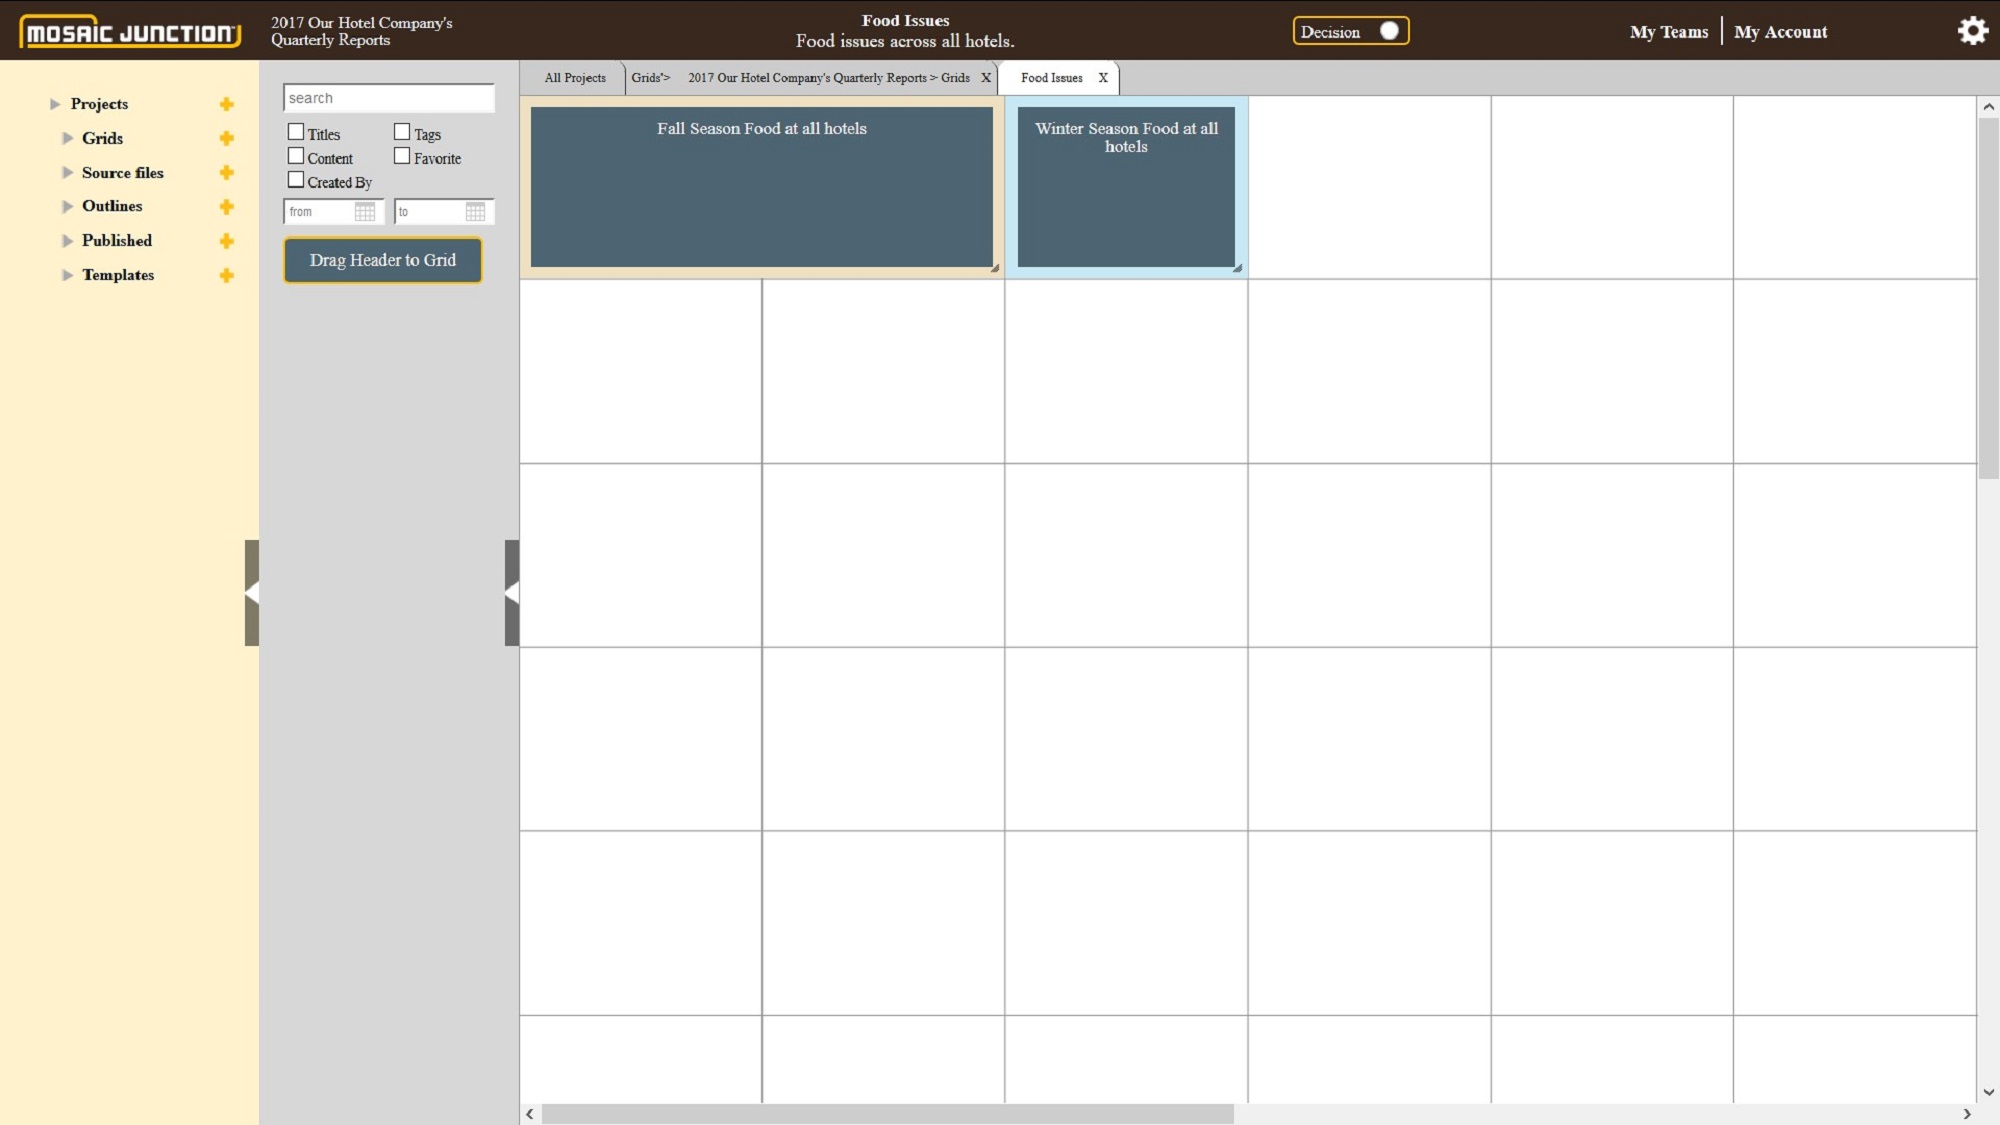 MOSAIC JUNCTION
2017 Our Hotel Company's
Quarterly Reports
Food Issues
Food issues across all hotels.
Decision
My Teams
My Account
Projects
Grids
Source files
Outlines
Published
Templates
search
Titles
Tags
Content
Favorite
Created By
from
to
Drag Header to Grid
All Projects
Grids'> 2017 Our Hotel Company's Quarterly Reports > Grids X
Food Issues X
Fall Season Food at all hotels
Winter Season Food at all
hotels